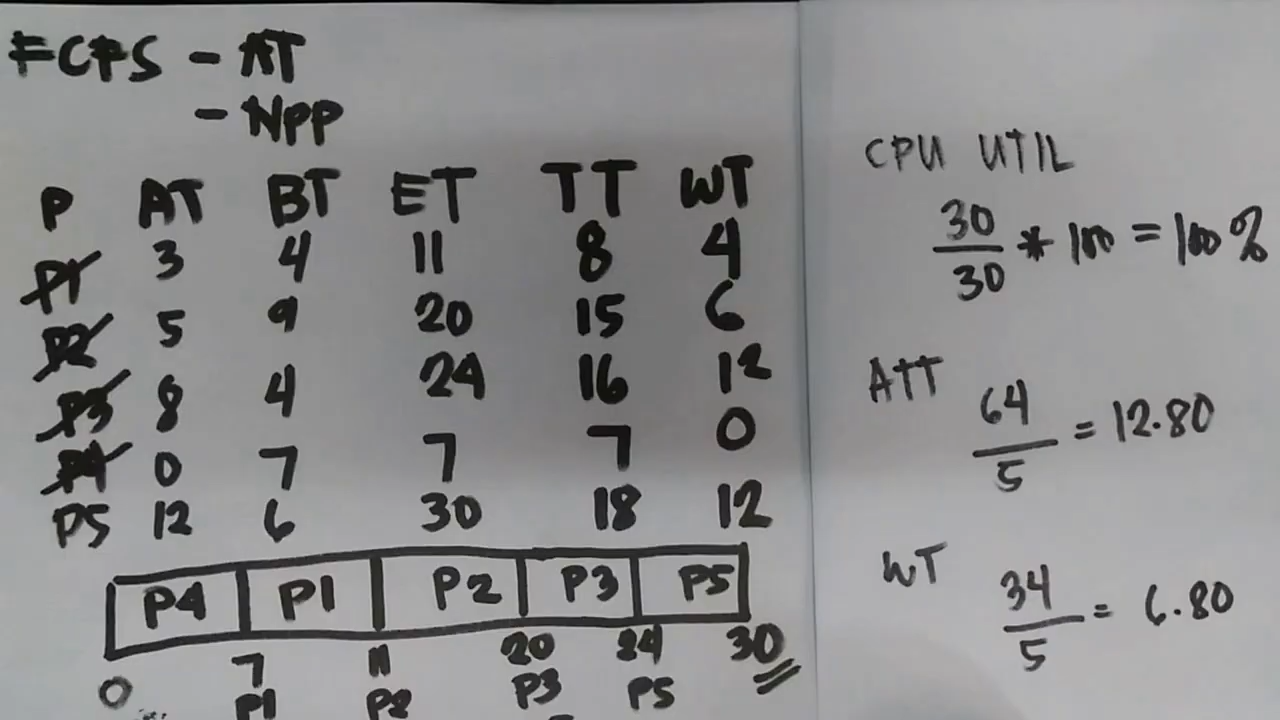 FCFS - AT
- NPP
P AT BT ET TT WT
P1 3 4 11 8 4
P2 5 9 20 15 6
P3 8 4 24 16 12
P4 0 7 7 7 0
P5 12 6 30 18 12
P4 P1 P2 P3 P5
0 7 11 20 24 30
P1 P2 P3 P5
CPU UTIL
30/30 * 100 = 100%
ATT
64/5 = 12.80
WT
34/5 = 6.80